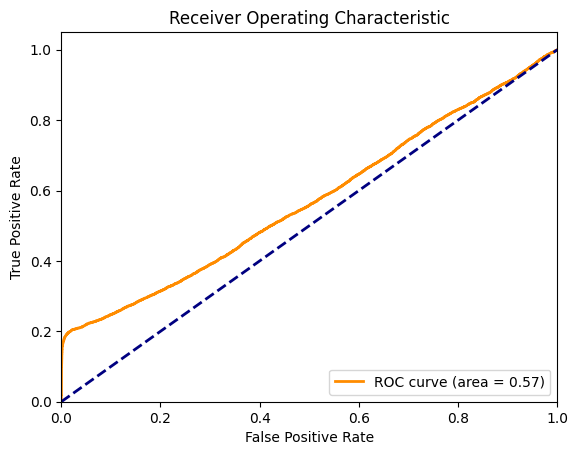 Receiver Operating Characteristic
1.0
0.8
0.6
0.4
0.2
0.0
True Positive Rate
ROC curve (area = 0.57)
0.0 0.2 0.4 0.6 0.8 1.0
False Positive Rate